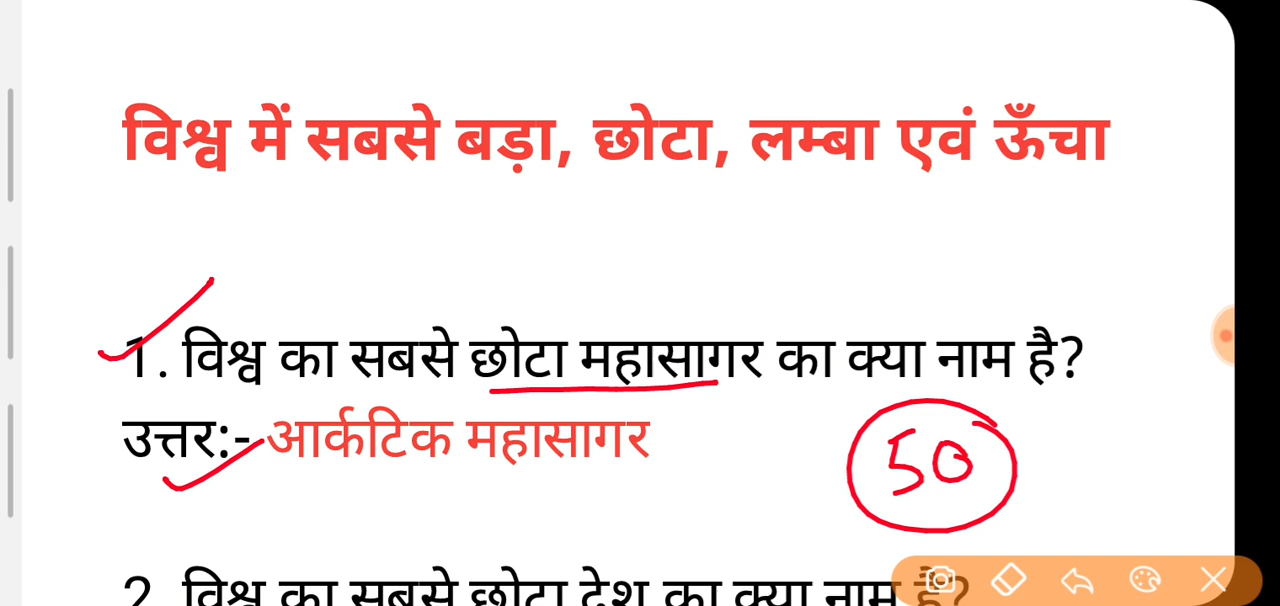 विश्व में सबसे बड़ा, छोटा, लम्बा एवं ऊँचा
1. विश्व का सबसे छोटा महासागर का क्या नाम है?
उत्तर:- आर्कटिक महासागर
50
2. विश्व का सबसे छोटा देश का क्या नाम है?